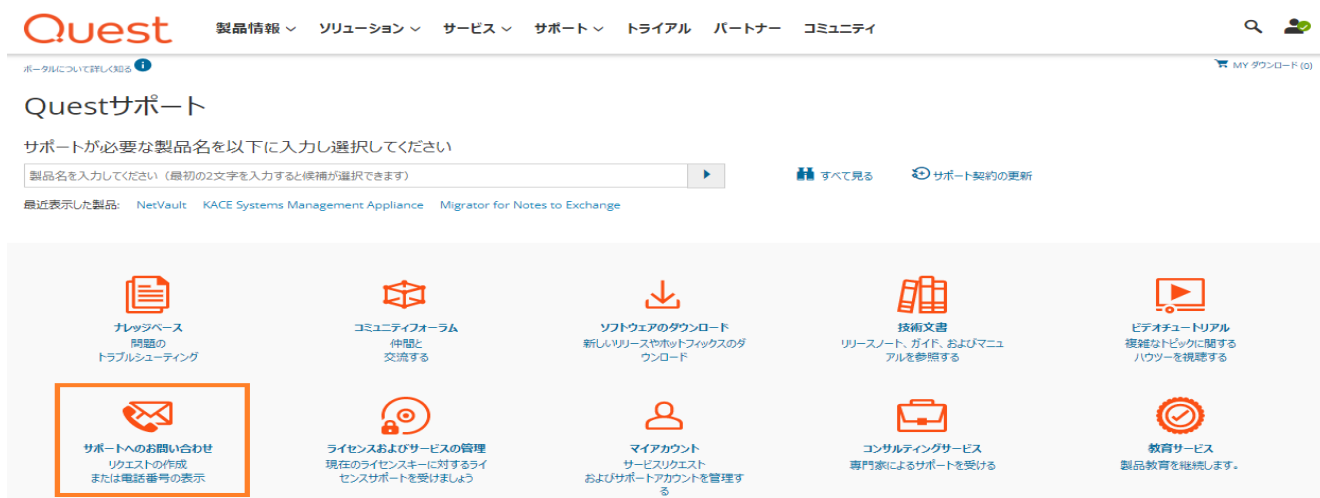 Quest 製品情報 ソリューション サービス サポート トライアル パートナー コミュニティ
ポータルについて詳しく知る i MY ダウンロード (0)
Questサポート
サポートが必要な製品名を以下に入力し選択してください
製品名を入力してください（最初の2文字を入力すると候補が選択できます） すべて見る サポート契約の更新
最近表示した製品: NetVault KACE Systems Management Appliance Migrator for Notes to Exchange
ナレッジベース
問題の
トラブルシューティング
コミュニティフォーラム
仲間と
交流する
ソフトウェアのダウンロード
新しいリリースやホットフィックスのダ
ウンロード
技術文書
リリースノート、ガイド、およびマニュ
アルを参照する
ビデオチュートリアル
複雑なトピックに関する
ハウツーを視聴する
サポートへのお問い合わせ
リクエストの作成
または電話番号の表示
ライセンスおよびサービスの管理
現在のライセンスキーに対するライ
センスサポートを受けましょう
マイアカウント
サービスリクエスト
およびサポートアカウントを管理す
る
コンサルティングサービス
専門家によるサポートを受ける
教育サービス
製品教育を継続します。